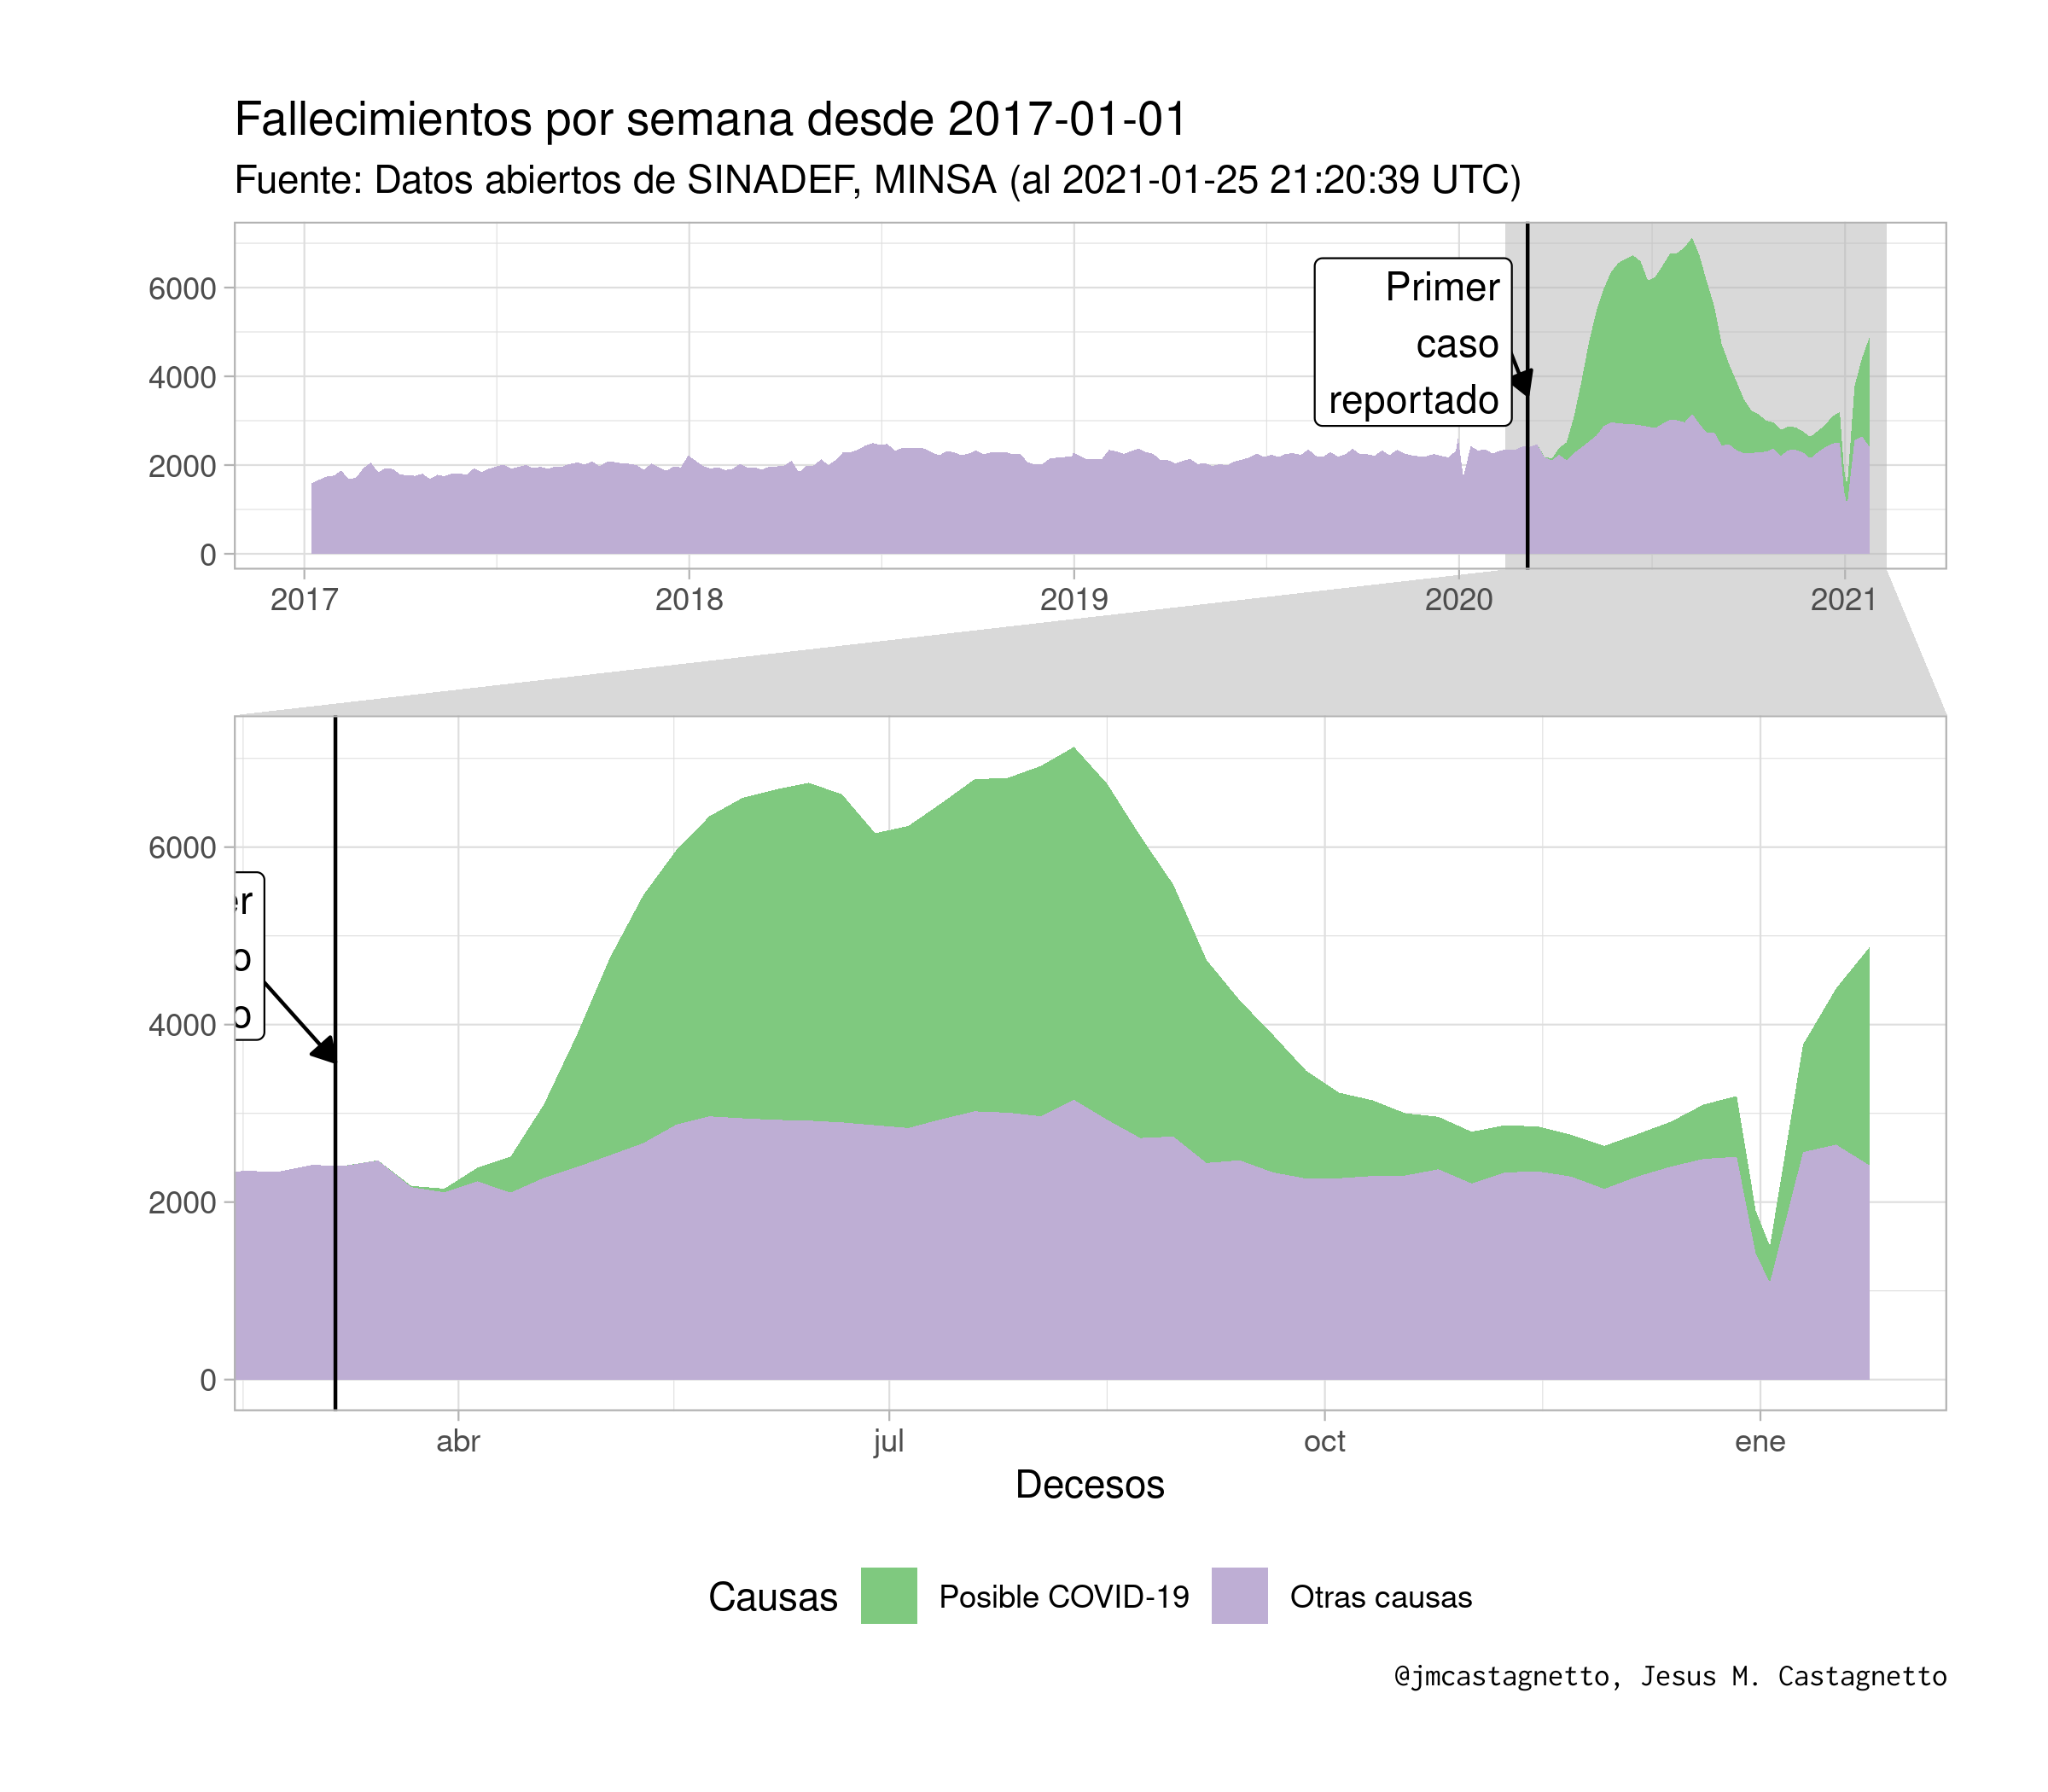 Fallecimientos por semana desde 2017-01-01
Fuente: Datos abiertos de SINADEF, MINSA (al 2021-01-25 21:20:39 UTC)
6000
4000
2000
0
Primer
caso
reportado
2017
2018
2019
2020
2021
6000
4000
2000
0
er
o
o
abr
jul
oct
ene
Decesos
Causas
Posible COVID-19
Otras causas
@jmcastagnetto, Jesus M. Castagnetto